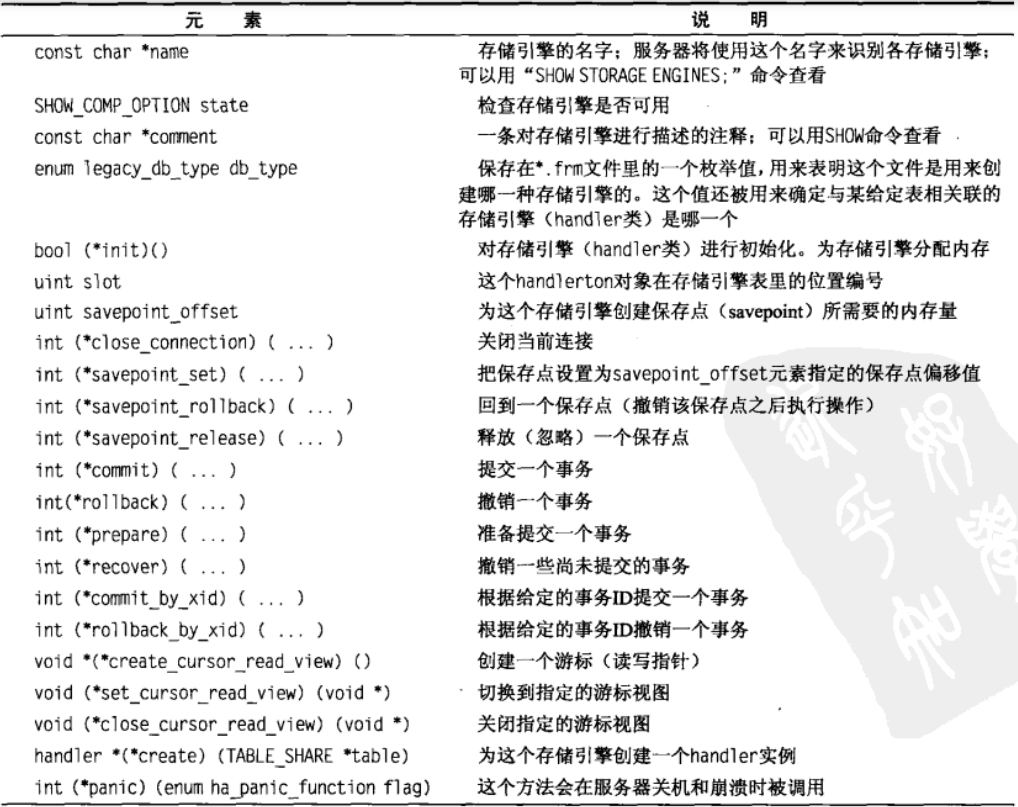 元 素 说 明
const char *name 存储引擎的名字；服务器将使用这个名字来识别各存储引擎；
可以用“SHOW STORAGE ENGINES;”命令查看
SHOW_COMP_OPTION state 检查存储引擎是否可用
const char *comment 一条对存储引擎进行描述的注释；可以用SHOW命令查看
enum legacy_db_type db_type 保存在*.frm文件里的一个枚举值，用来表明这个文件是用来创
建哪一种存储引擎的。这个值还被用来确定与某给定表相关联的
存储引擎（handler类）是哪一个
bool (*init)() 对存储引擎（handler类）进行初始化。为存储引擎分配内存
uint slot 这个handlerton对象在存储引擎表里的位置编号
uint savepoint_offset 为这个存储引擎创建保存点（savepoint）所需要的内存量
int (*close_connection) ( ... ) 关闭当前连接
int (*savepoint_set) ( ... ) 把保存点设置为savepoint_offset元素指定的保存点偏移值
int (*savepoint_rollback) ( ... ) 回到一个保存点（撤销该保存点之后执行操作）
int (*savepoint_release) ( ... ) 释放（忽略）一个保存点
int (*commit) ( ... ) 提交一个事务
int(*rollback) ( ... ) 撤销一个事务
int (*prepare) ( ... ) 准备提交一个事务
int (*recover) ( ... ) 撤销一些尚未提交的事务
int (*commit_by_xid) ( ... ) 根据给定的事务ID提交一个事务
int (*rollback_by_xid) ( ... ) 根据给定的事务ID撤销一个事务
void *(*create_cursor_read_view) () 创建一个游标（读写指针）
void (*set_cursor_read_view) (void *) 切换到指定的游标视图
void (*close_cursor_read_view) (void *) 关闭指定的游标视图
handler *(*create) (TABLE_SHARE *table) 为这个存储引擎创建一个handler实例
int (*panic) (enum ha_panic_function flag) 这个方法会在服务器关机和崩溃时被调用